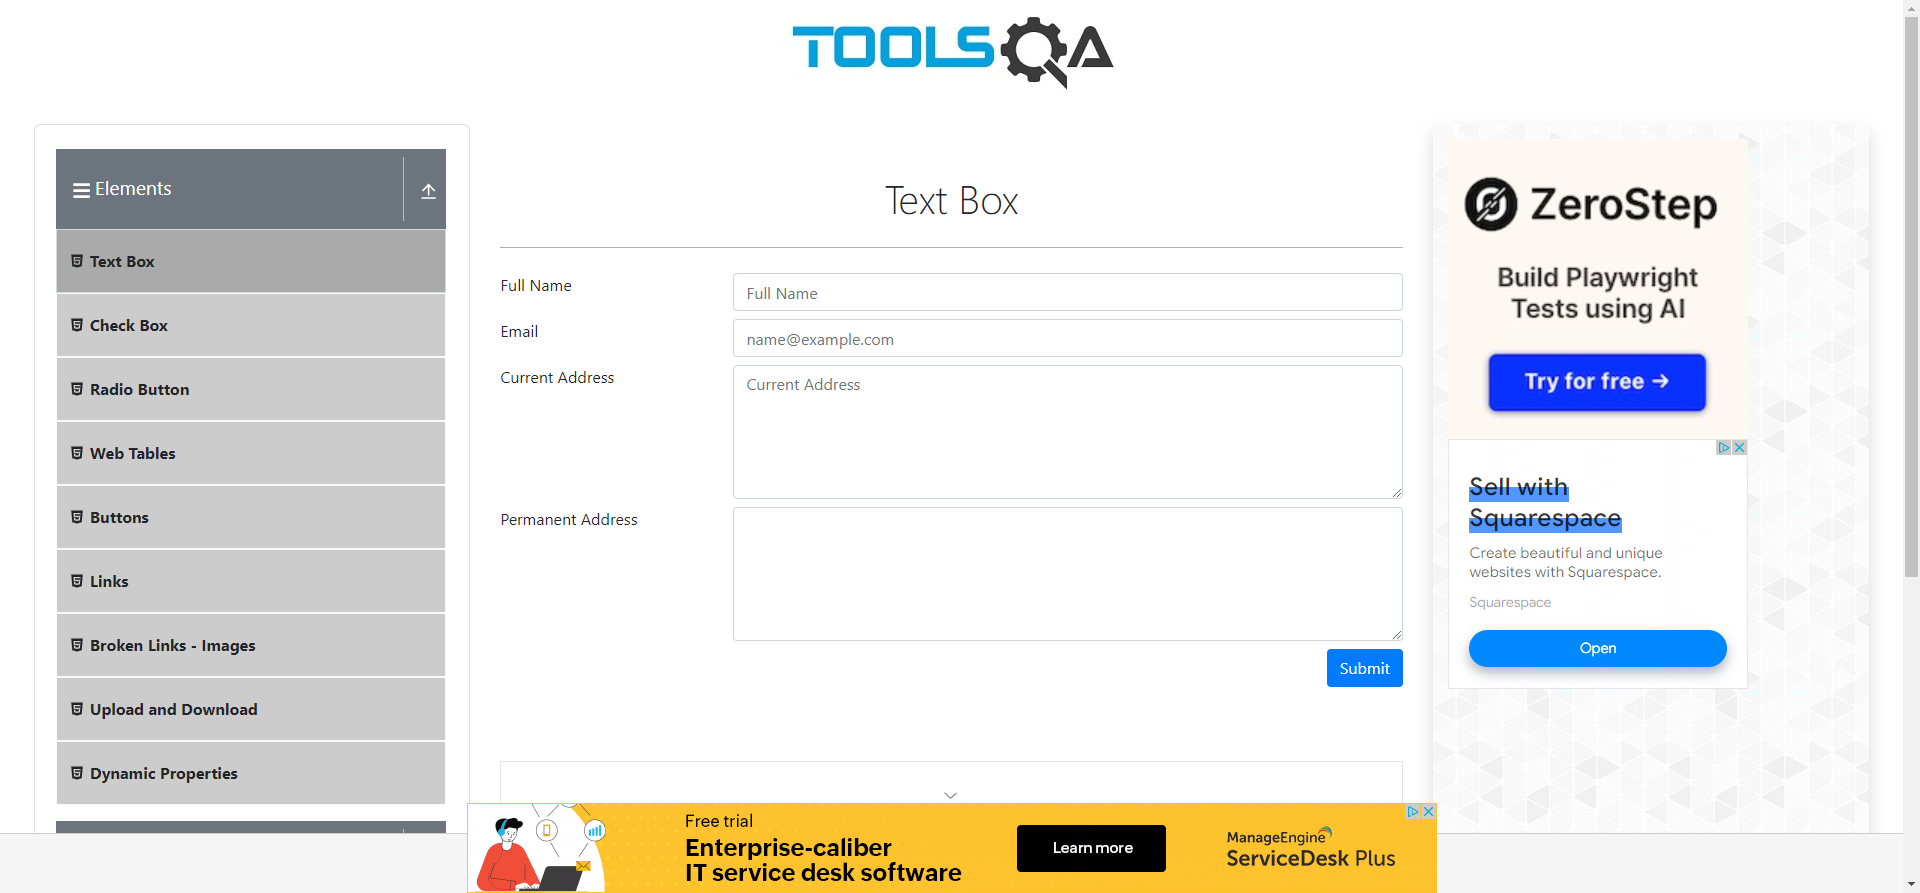 TOOLSQA
Elements
Text Box
Check Box
Radio Button
Web Tables
Buttons
Links
Broken Links - Images
Upload and Download
Dynamic Properties
Text Box
Full Name
Full Name
Email
name@example.com
Current Address
Current Address
Permanent Address
Submit
ZeroStep
Build Playwright
Tests using AI
Try for free →
Sell with
Squarespace
Create beautiful and unique
websites with Squarespace.
Squarespace
Open
Free trial
Enterprise-caliber
IT service desk software
Learn more
ManageEngine
ServiceDesk Plus